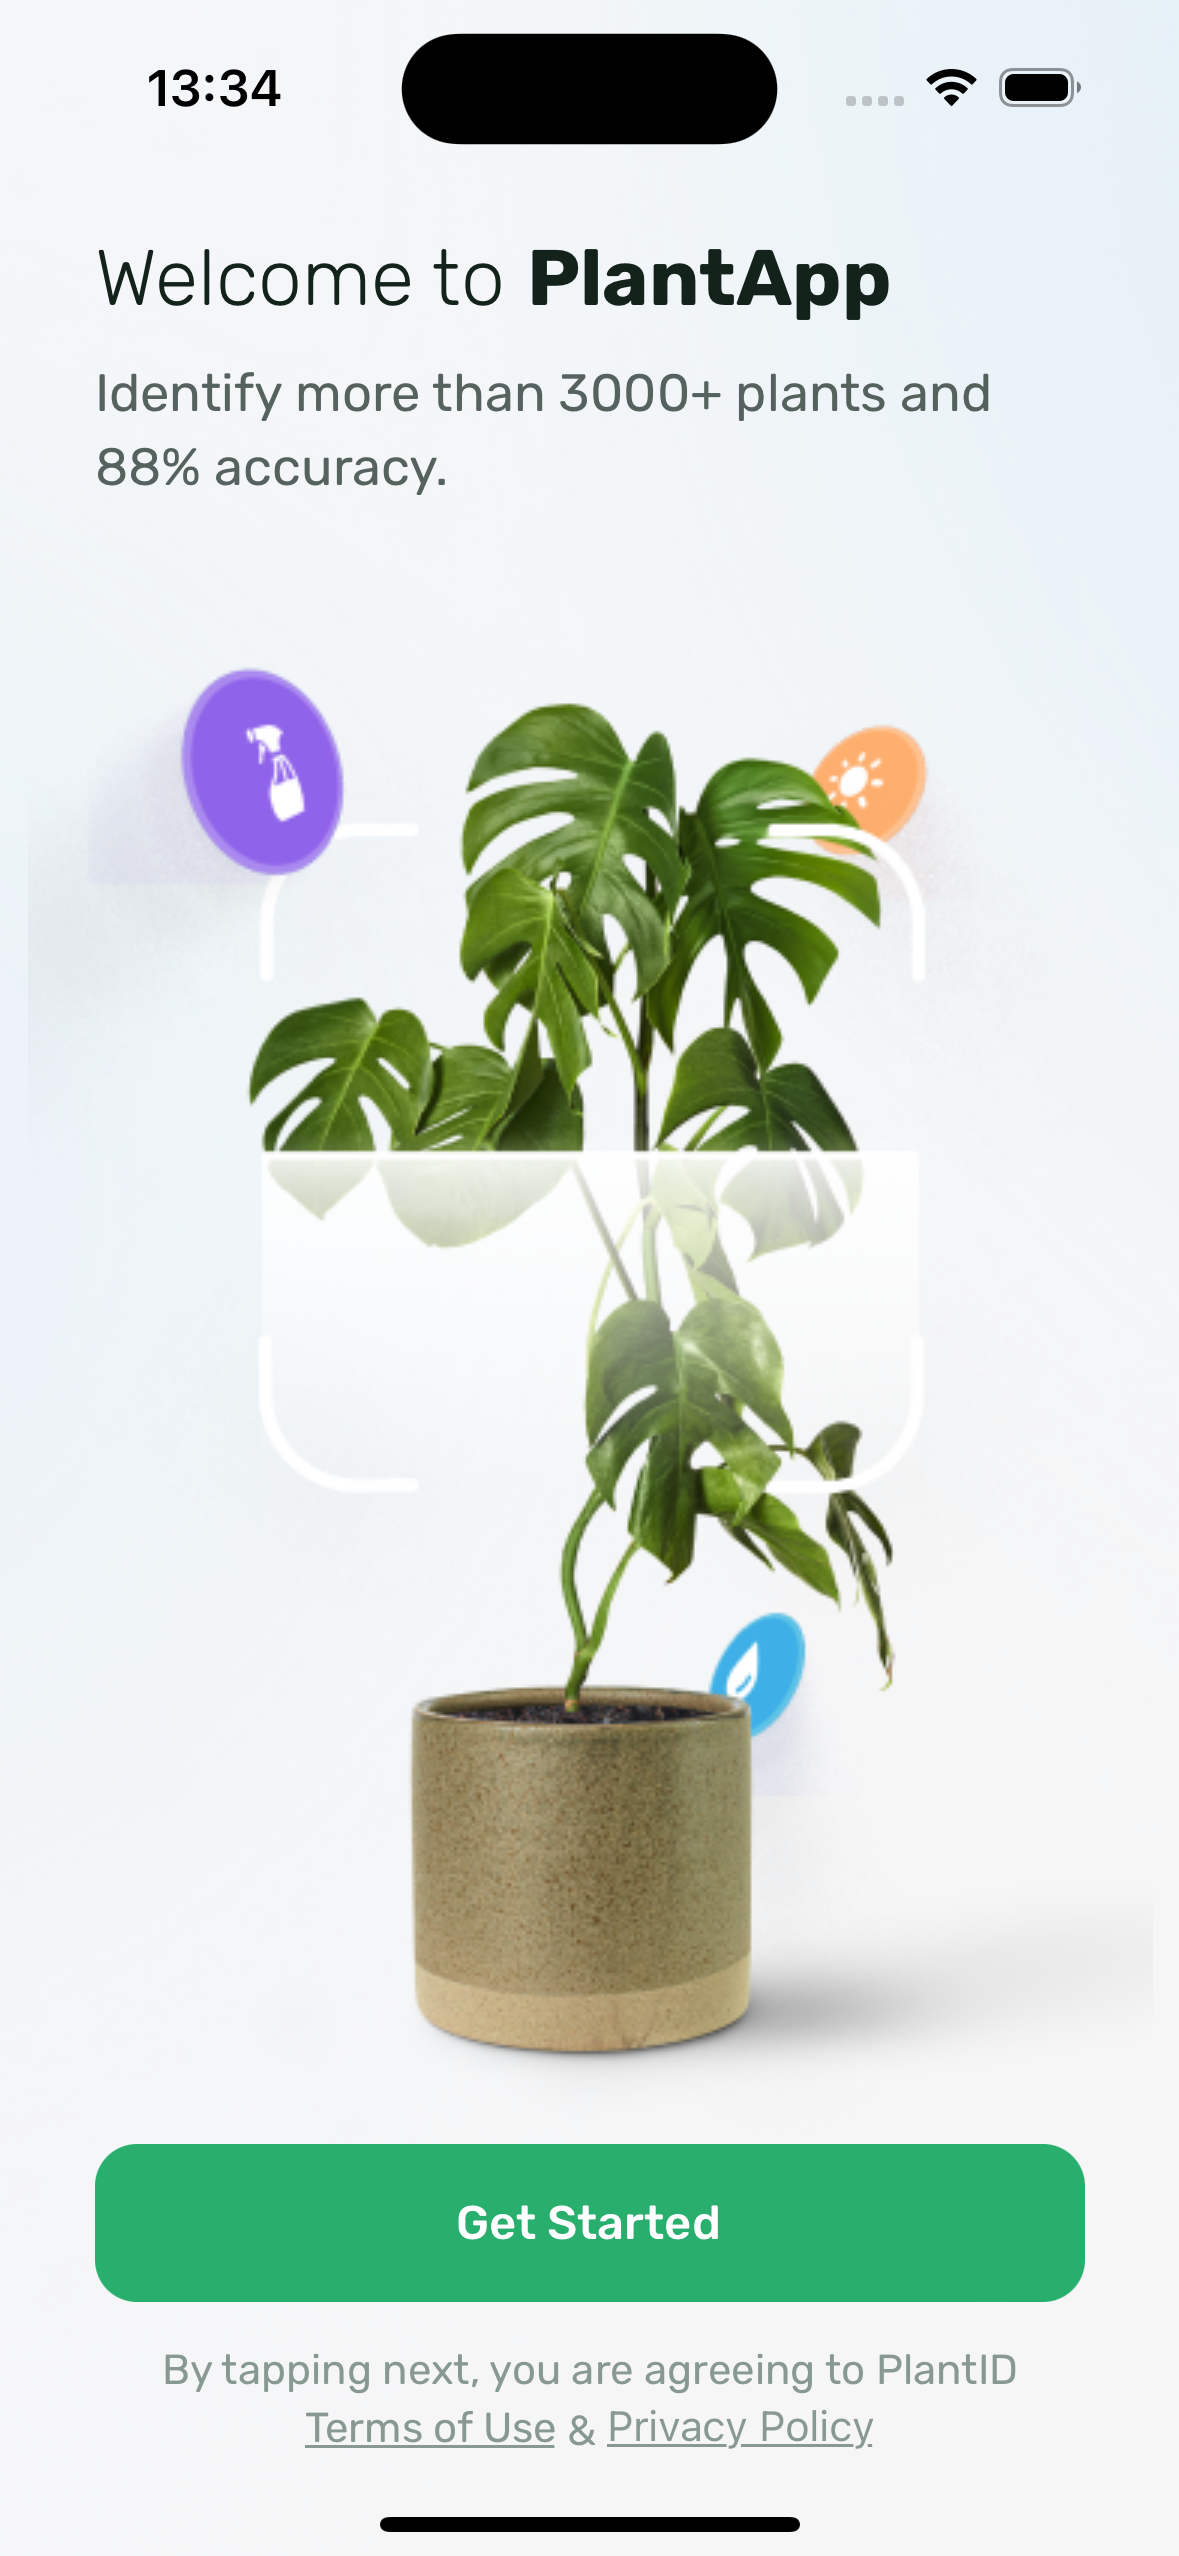 13:34
Welcome to PlantApp
Identify more than 3000+ plants and
88% accuracy.
Get Started
By tapping next, you are agreeing to PlantID
Terms of Use & Privacy Policy